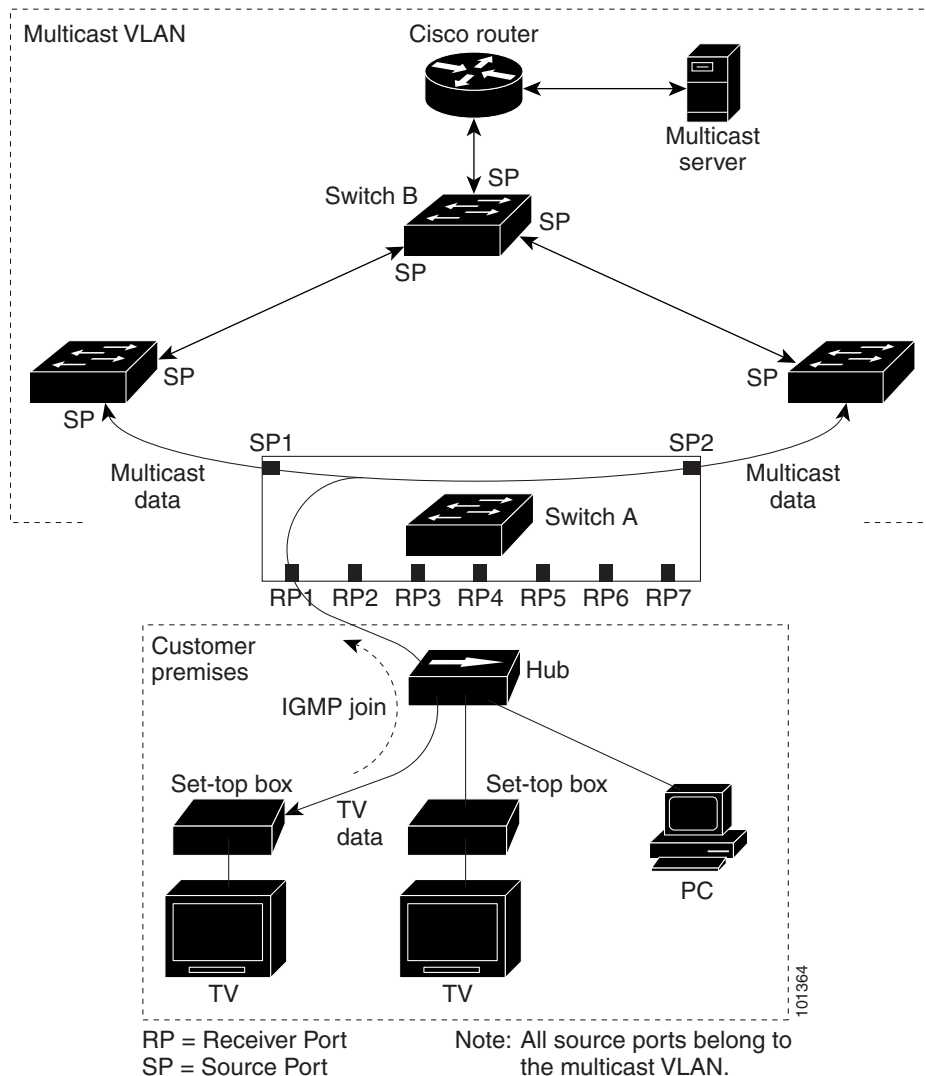 Multicast VLAN
Cisco router
Multicast
server
SP
Switch B
SP
SP
SP
SP
SP
SP1
SP2
Multicast
data
Multicast
data
Switch A
RP1
RP2
RP3
RP4
RP5
RP6
RP7
Customer
premises
Hub
IGMP join
Set-top box
Set-top box
TV
data
PC
TV
TV
101364
RP = Receiver Port
SP = Source Port
Note: All source ports belong to
the multicast VLAN.